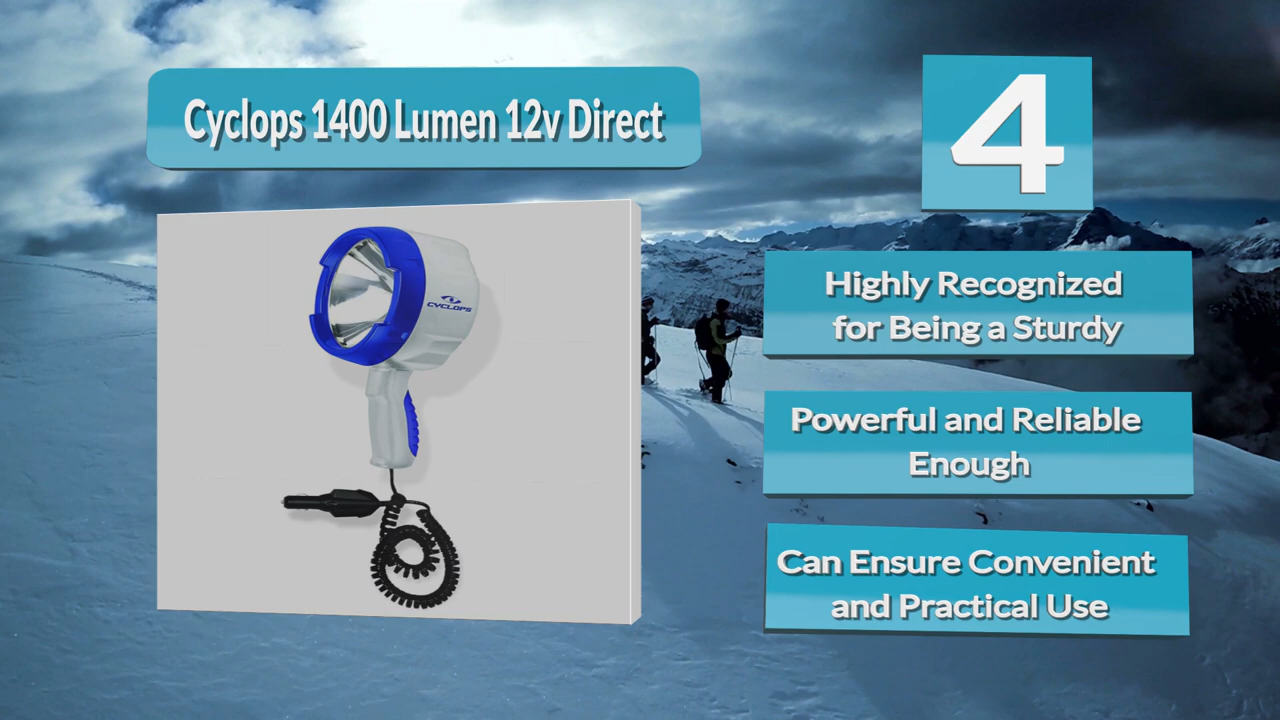 Cyclops 1400 Lumen 12v Direct
4
CYCLOPS
Highly Recognized
for Being a Sturdy
Powerful and Reliable
Enough
Can Ensure Convenient
and Practical Use